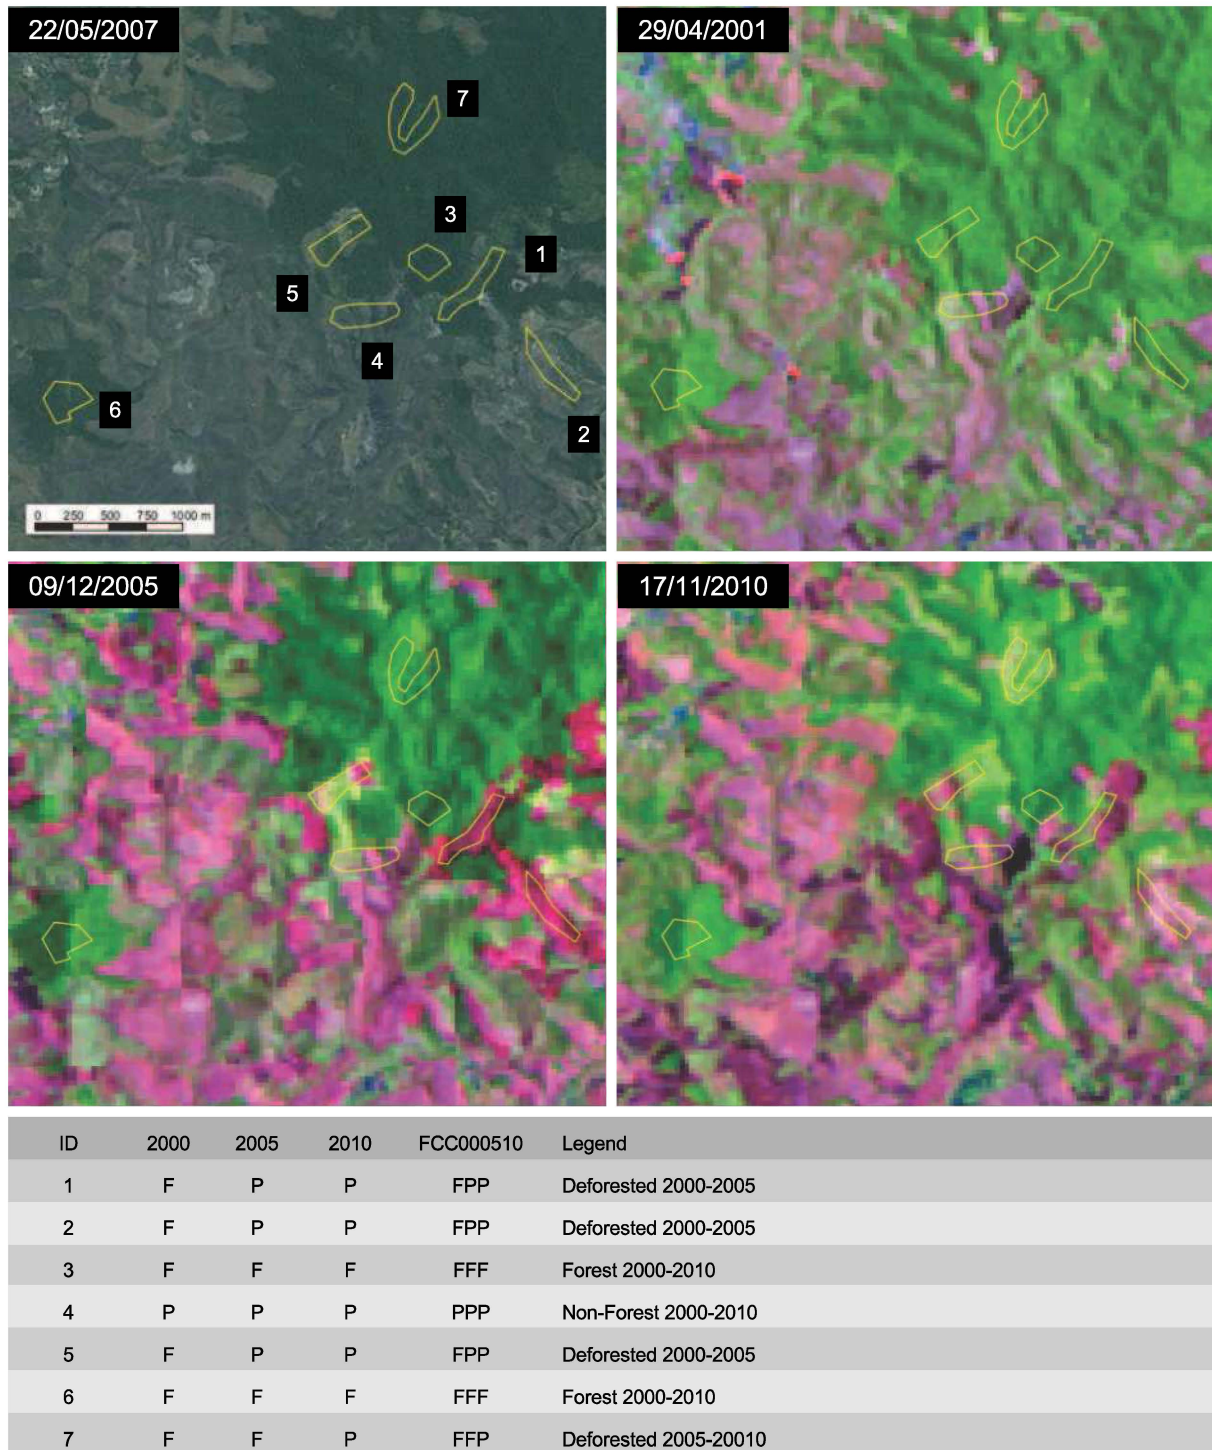 22/05/2007
29/04/2001
7
3
1
5
4
6
2
0 250 500 750 1000 m
09/12/2005
17/11/2010
ID 2000 2005 2010 FCC000510 Legend
1 F P P FPP Deforested 2000-2005
2 F P P FPP Deforested 2000-2005
3 F F F FFF Forest 2000-2010
4 P P P PPP Non-Forest 2000-2010
5 F P P FPP Deforested 2000-2005
6 F F F FFF Forest 2000-2010
7 F F P FFP Deforested 2005-20010